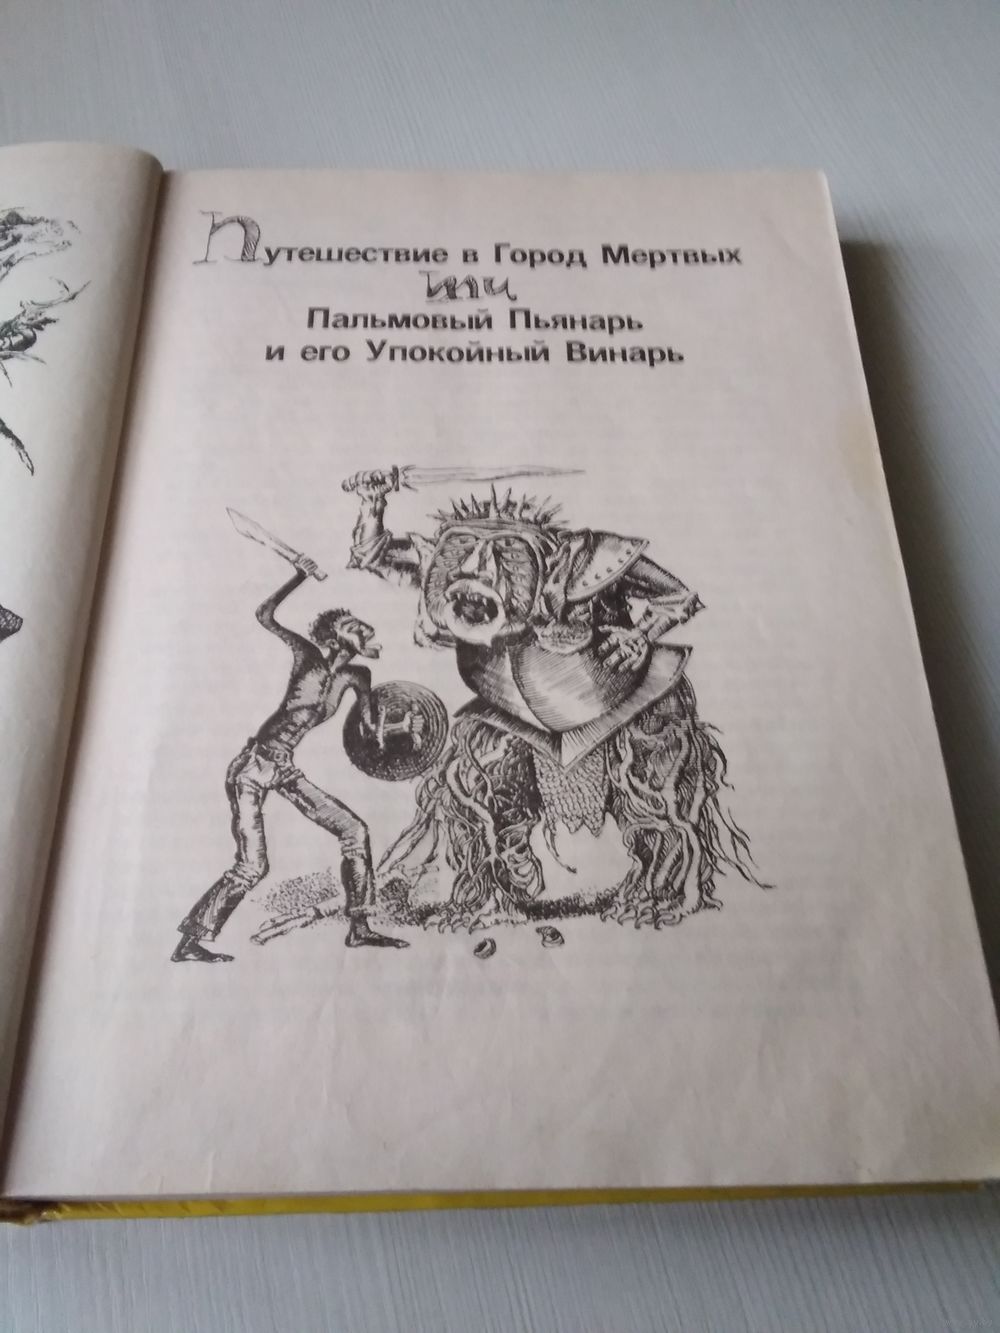 Путешествие в Город Мертвых
или
Пальмовый Пьянарь
и его Упокойный Винарь